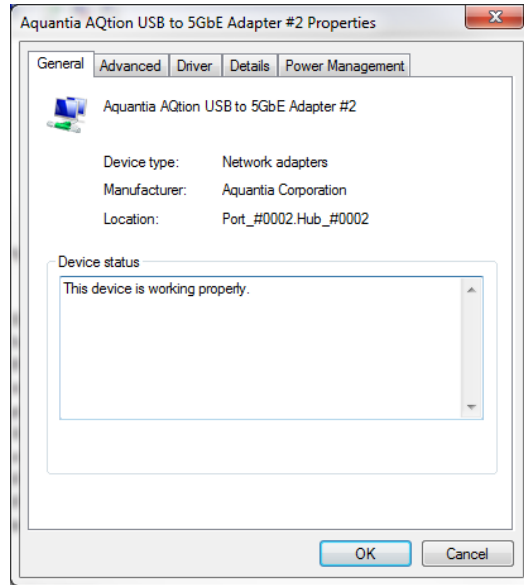 Aquantia AQtion USB to 5GbE Adapter #2 Properties
General Advanced Driver Details Power Management
Aquantia AQtion USB to 5GbE Adapter #2
Device type: Network adapters
Manufacturer: Aquantia Corporation
Location: Port_#0002.Hub_#0002
Device status
This device is working properly.
OK Cancel